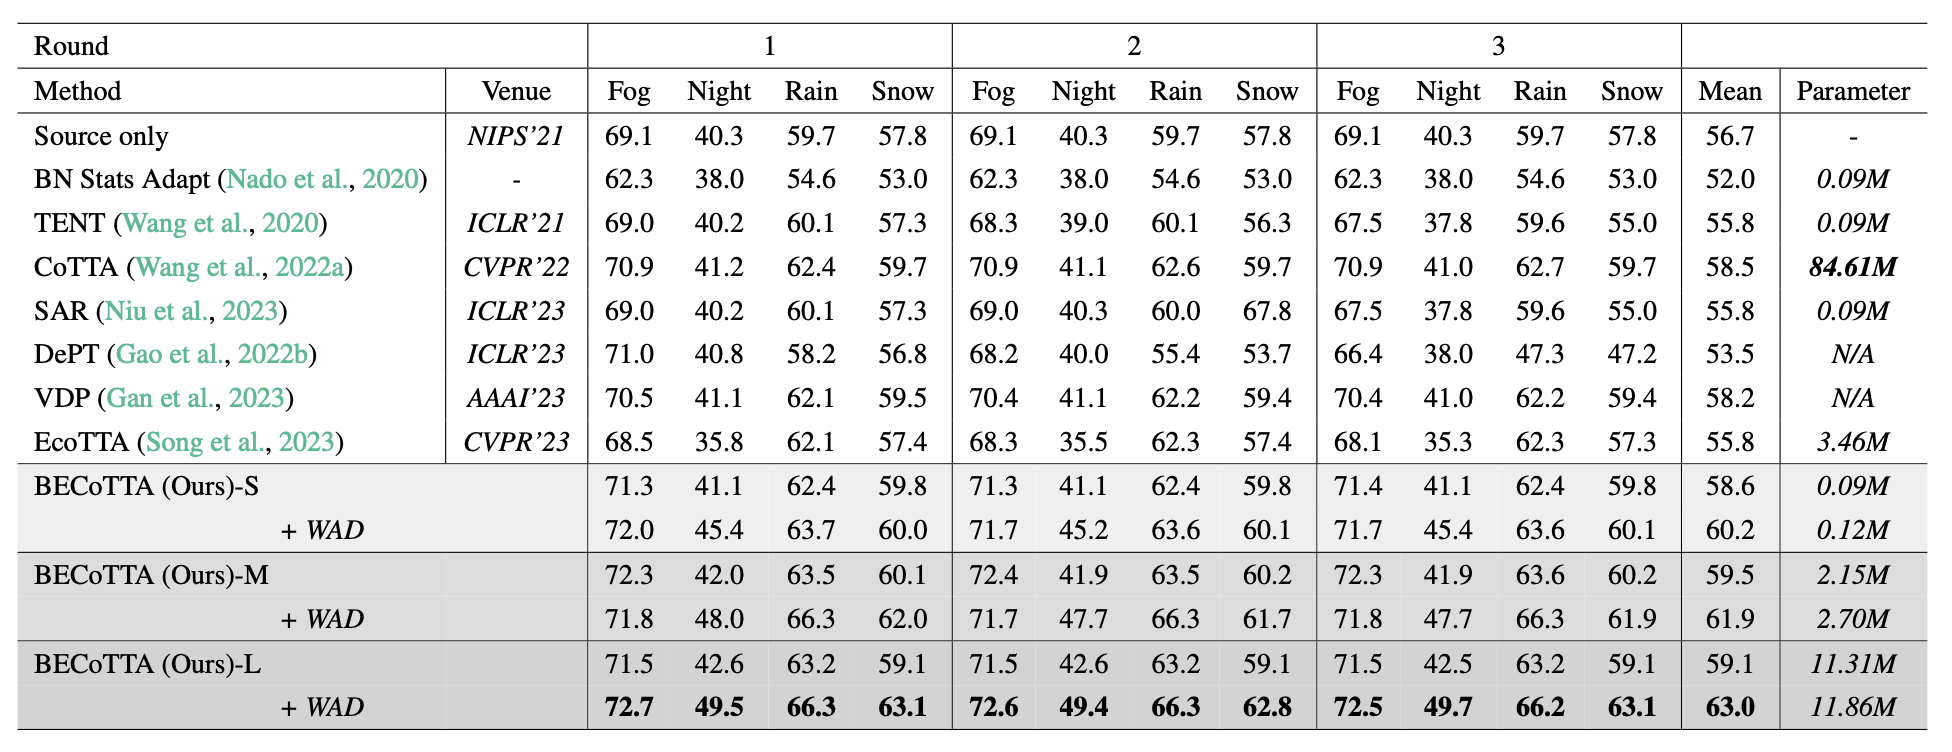 Round 1 2 3
Method Venue Fog Night Rain Snow Fog Night Rain Snow Fog Night Rain Snow Mean Parameter
Source only NIPS’21 69.1 40.3 59.7 57.8 69.1 40.3 59.7 57.8 69.1 40.3 59.7 57.8 56.7 -
BN Stats Adapt (Nado et al., 2020) - 62.3 38.0 54.6 53.0 62.3 38.0 54.6 53.0 62.3 38.0 54.6 53.0 52.0 0.09M
TENT (Wang et al., 2020) ICLR’21 69.0 40.2 60.1 57.3 68.3 39.0 60.1 56.3 67.5 37.8 59.6 55.0 55.8 0.09M
CoTTA (Wang et al., 2022a) CVPR’22 70.9 41.2 62.4 59.7 70.9 41.1 62.6 59.7 70.9 41.0 62.7 59.7 58.5 84.61M
SAR (Niu et al., 2023) ICLR’23 69.0 40.2 60.1 57.3 69.0 40.3 60.0 67.8 67.5 37.8 59.6 55.0 55.8 0.09M
DePT (Gao et al., 2022b) ICLR’23 71.0 40.8 58.2 56.8 68.2 40.0 55.4 53.7 66.4 38.0 47.3 47.2 53.5 N/A
VDP (Gan et al., 2023) AAAI’23 70.5 41.1 62.1 59.5 70.4 41.1 62.2 59.4 70.4 41.0 62.2 59.4 58.2 N/A
EcoTTA (Song et al., 2023) CVPR’23 68.5 35.8 62.1 57.4 68.3 35.5 62.3 57.4 68.1 35.3 62.3 57.3 55.8 3.46M
BECoTTA (Ours)-S 71.3 41.1 62.4 59.8 71.3 41.1 62.4 59.8 71.4 41.1 62.4 59.8 58.6 0.09M
+ WAD 72.0 45.4 63.7 60.0 71.7 45.2 63.6 60.1 71.7 45.4 63.6 60.1 60.2 0.12M
BECoTTA (Ours)-M 72.3 42.0 63.5 60.1 72.4 41.9 63.5 60.2 72.3 41.9 63.6 60.2 59.5 2.15M
+ WAD 71.8 48.0 66.3 62.0 71.7 47.7 66.3 61.7 71.8 47.7 66.3 61.9 61.9 2.70M
BECoTTA (Ours)-L 71.5 42.6 63.2 59.1 71.5 42.6 63.2 59.1 71.5 42.5 63.2 59.1 59.1 11.31M
+ WAD 72.7 49.5 66.3 63.1 72.6 49.4 66.3 62.8 72.5 49.7 66.2 63.1 63.0 11.86M